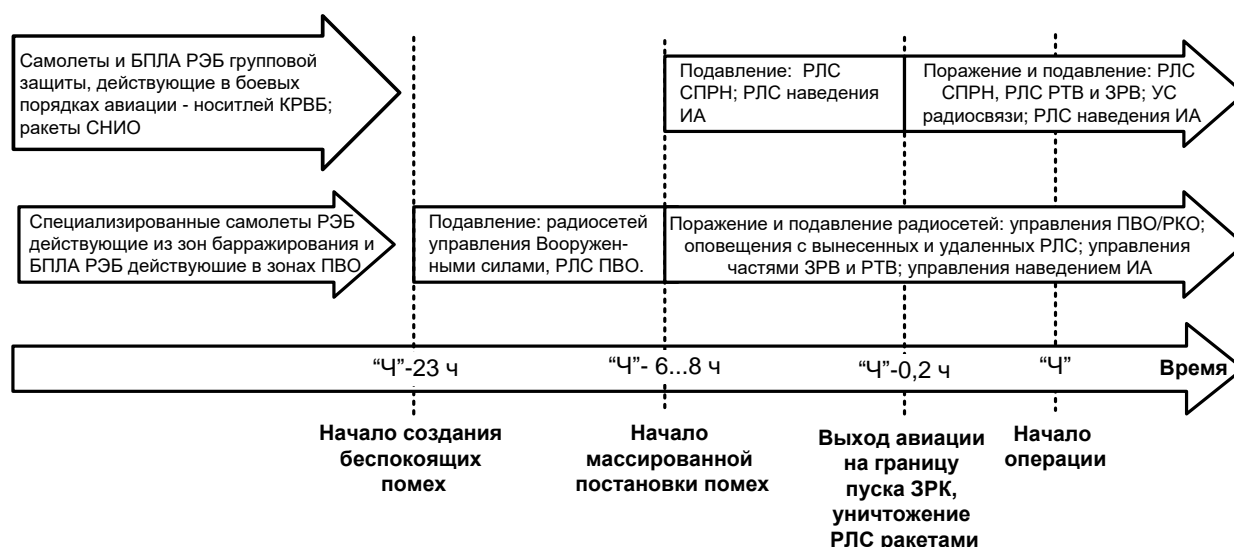 Самолеты и БПЛА РЭБ групповой
защиты, действующие в боевых
порядках авиации - носитлей КРВБ;
ракеты СНИО
Подавление: РЛС
СПРН; РЛС наведения
ИА
Поражение и подавление: РЛС
СПРН, РЛС РТВ и ЗРВ; УС
радиосвязи; РЛС наведения ИА
Специализированные самолеты РЭБ
действующие из зон барражирования и
БПЛА РЭБ действуюшие в зонах ПВО
Подавление: радиосетей
управления Вооружен-
ными силами, РЛС ПВО.
Поражение и подавление радиосетей: управления ПВО/РКО;
оповещения с вынесенных и удаленных РЛС; управления
частями ЗРВ и РТВ; управления наведением ИА
“Ч”-23 ч
“Ч”- 6...8 ч
“Ч”-0,2 ч
“Ч”
Время
Начало создания
беспокоящих
помех
Начало
массированной
постановки помех
Выход авиации
на границу
пуска ЗРК,
уничтожение
РЛС ракетами
Начало
операции